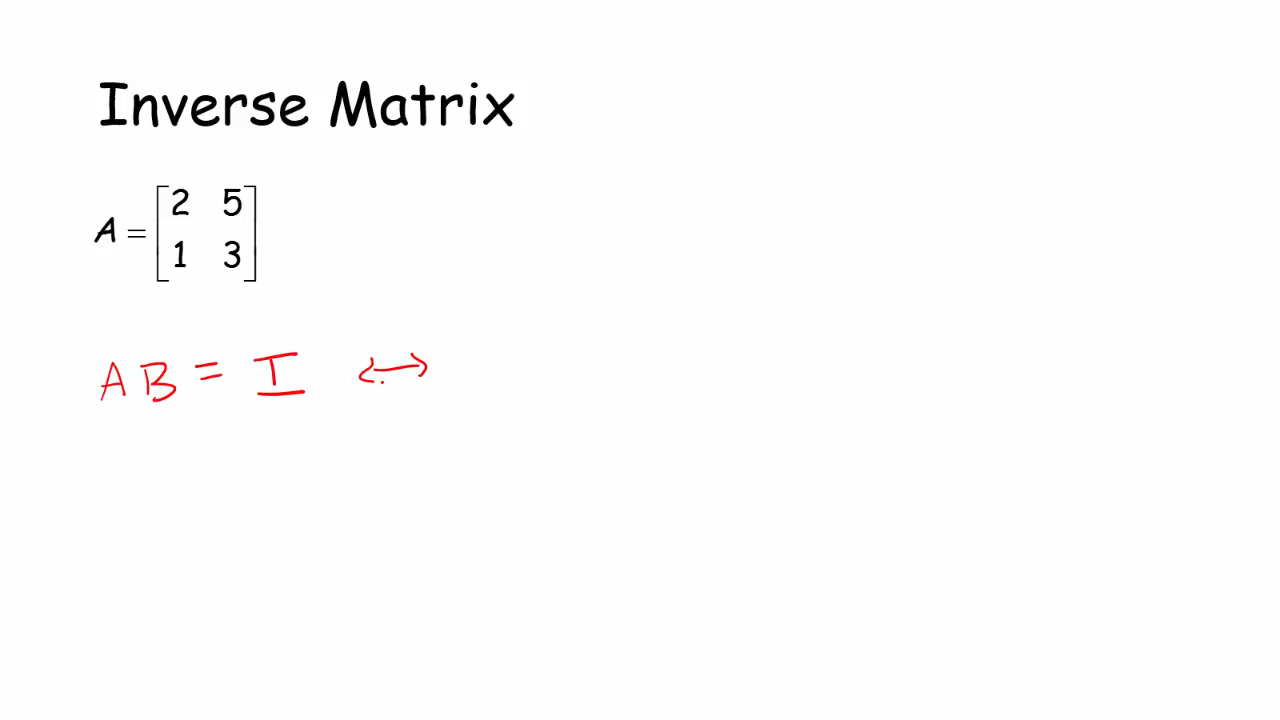 Inverse Matrix
A = [2 5
1 3]
AB = I ↔